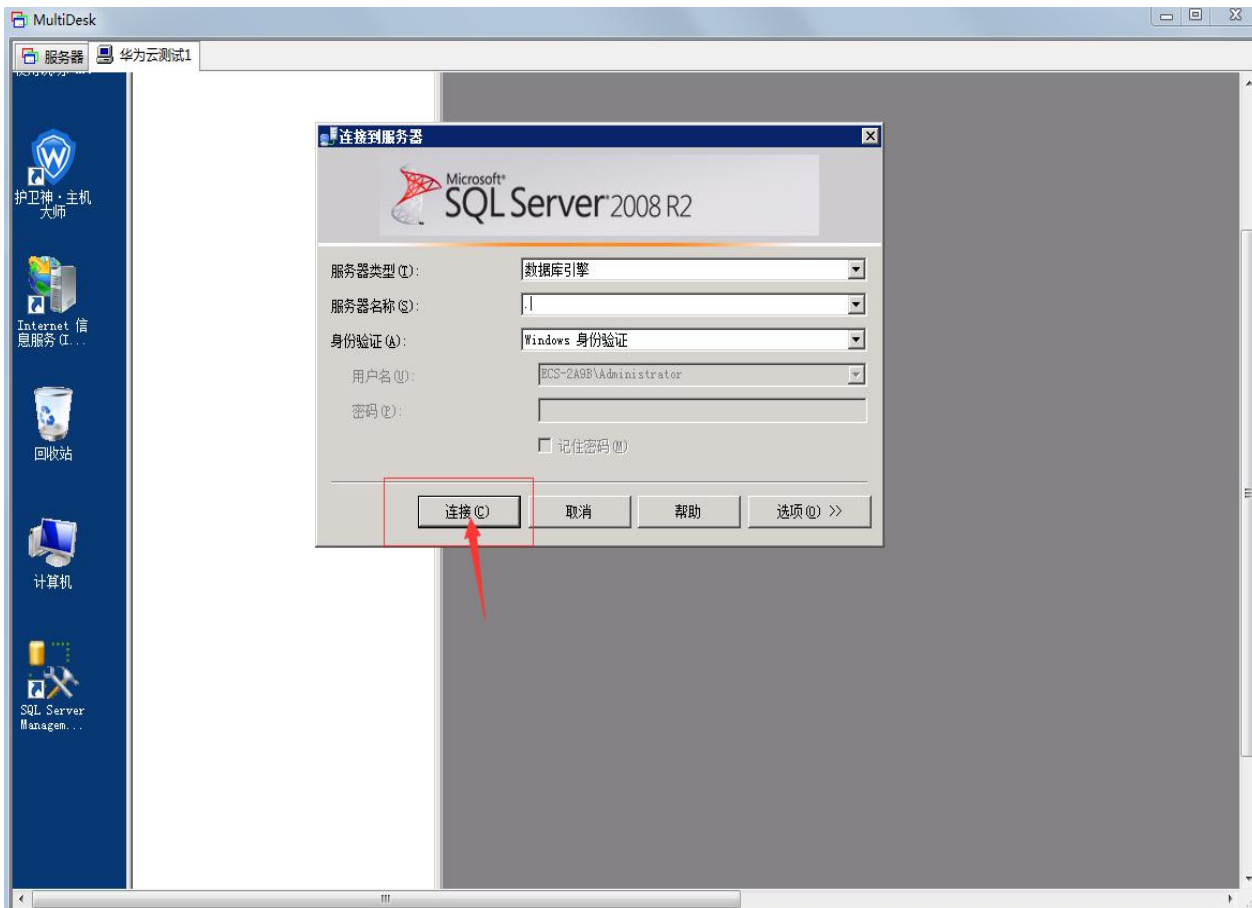 MultiDesk
服务器
华为云测试1
护卫神·主机
大师
Internet 信
息服务(I...
回收站
计算机
SQL Server
Managem...
连接到服务器
Microsoft®
SQL Server® 2008 R2
服务器类型(T):
数据库引擎
服务器名称(S):
.
身份验证(A):
Windows 身份验证
用户名(U):
ECS-2A9B\Administrator
密码(P):
记住密码(M)
连接(C)
取消
帮助
选项(O) >>